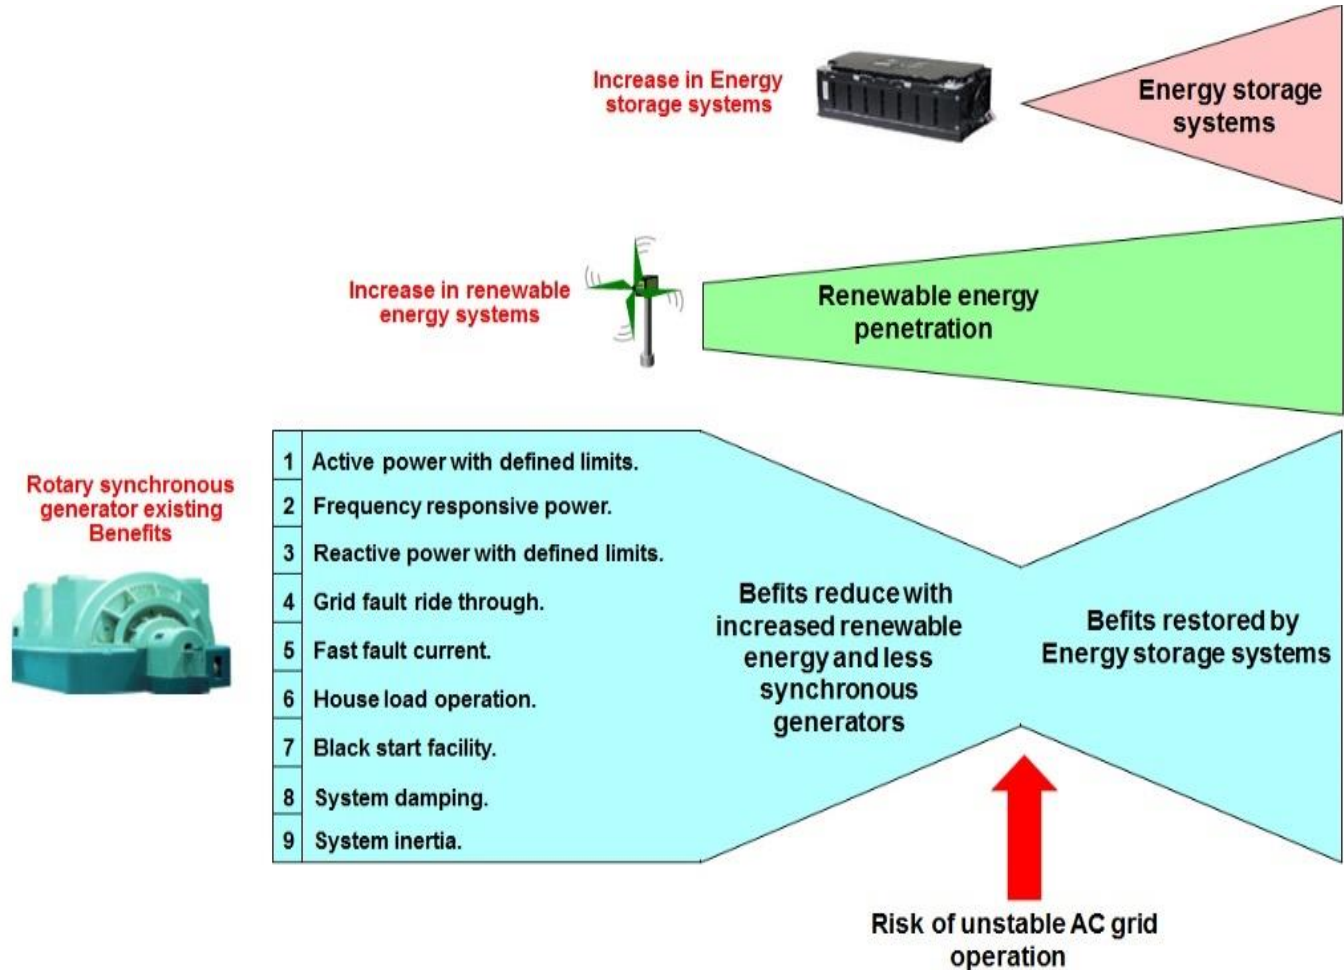 Increase in Energy
storage systems
Energy storage
systems
Increase in renewable
energy systems
Renewable energy
penetration
Rotary synchronous
generator existing
Benefits
1 Active power with defined limits.
2 Frequency responsive power.
3 Reactive power with defined limits.
4 Grid fault ride through.
5 Fast fault current.
6 House load operation.
7 Black start facility.
8 System damping.
9 System inertia.
Befits reduce with
increased renewable
energy and less
synchronous
generators
Befits restored by
Energy storage systems
Risk of unstable AC grid
operation